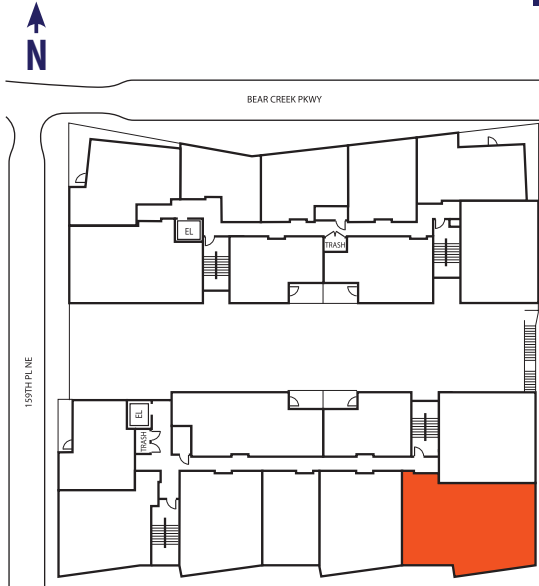 N
BEAR CREEK PKWY
EL
TRASH
159TH PL NE
EL
TRASH